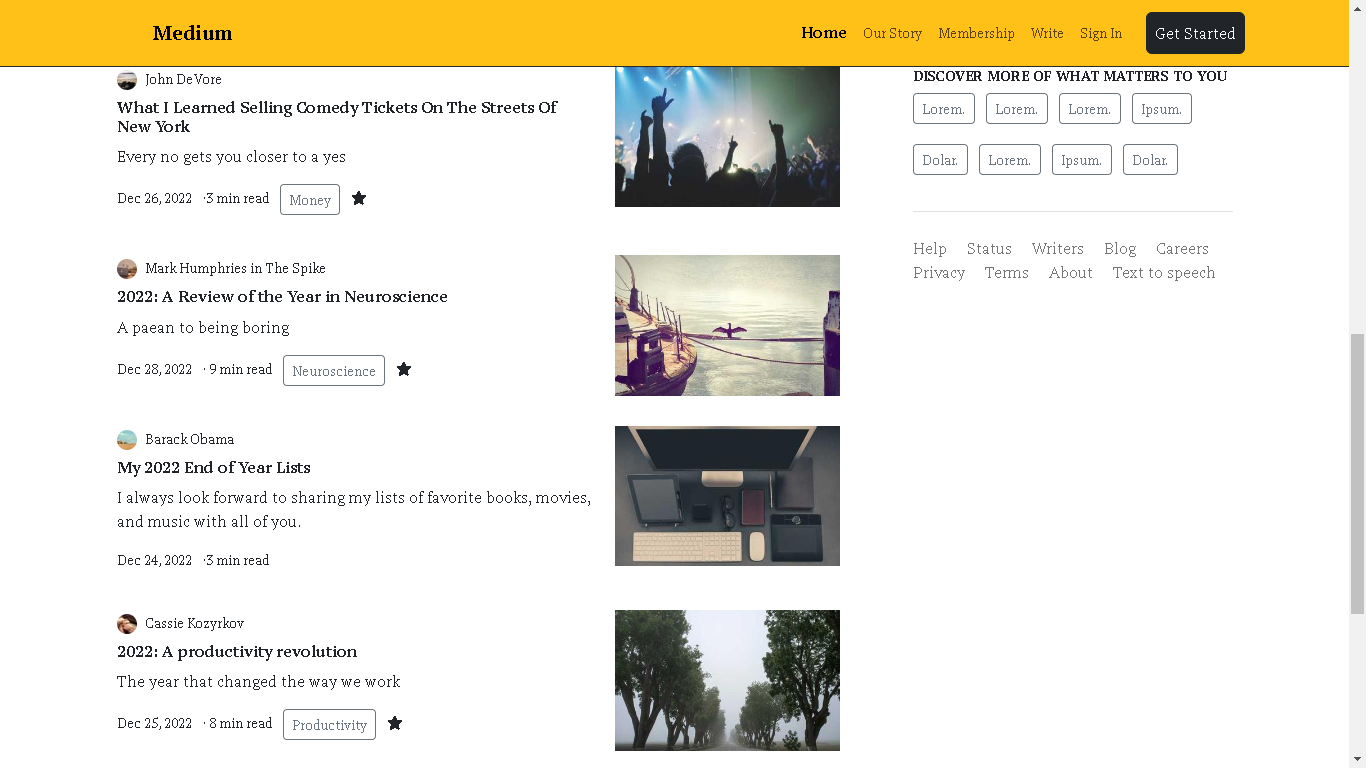 Medium
Home Our Story Membership Write Sign In Get Started
John DeVore
What I Learned Selling Comedy Tickets On The Streets Of
New York
Every no gets you closer to a yes
Dec 26, 2022 ·3 min read Money
Mark Humphries in The Spike
2022: A Review of the Year in Neuroscience
A paean to being boring
Dec 28, 2022 · 9 min read Neuroscience
Barack Obama
My 2022 End of Year Lists
I always look forward to sharing my lists of favorite books, movies,
and music with all of you.
Dec 24, 2022 ·3 min read
Cassie Kozyrkov
2022: A productivity revolution
The year that changed the way we work
Dec 25, 2022 · 8 min read Productivity
DISCOVER MORE OF WHAT MATTERS TO YOU
Lorem. Lorem. Lorem. Ipsum.
Dolar. Lorem. Ipsum. Dolar.
Help Status Writers Blog Careers
Privacy Terms About Text to speech